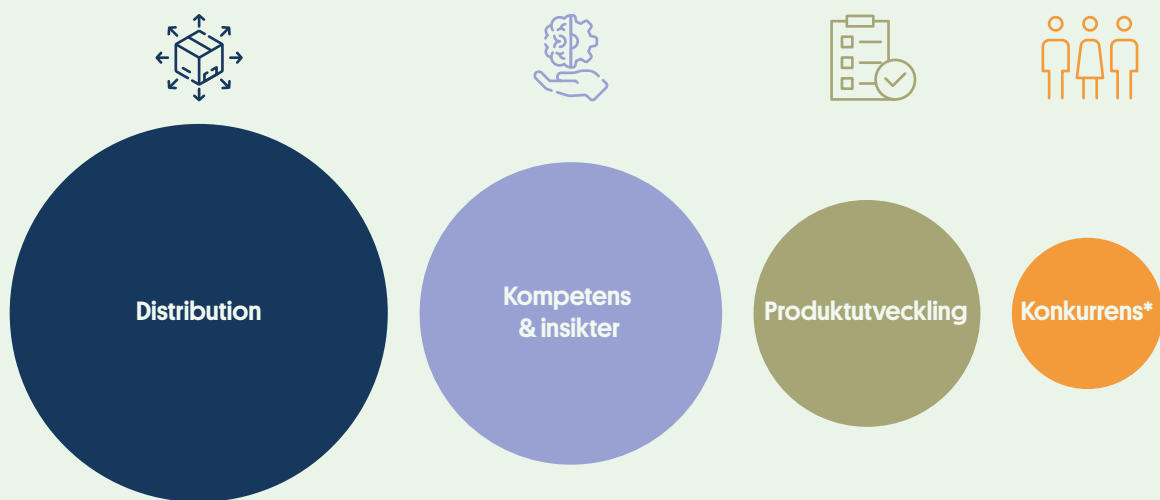 Distribution
Kompetens
& insikter
Produktutveckling
Konkurrens*